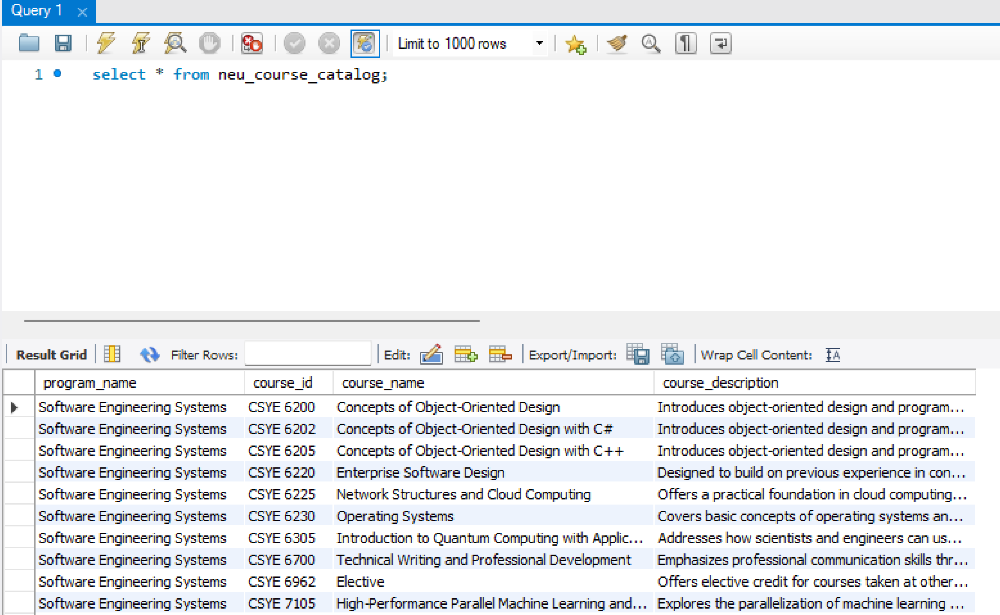 Query 1
Limit to 1000 rows
1 select * from neu_course_catalog;
Result Grid Filter Rows: Edit: Export/Import: Wrap Cell Content:
program_name course_id course_name course_description
Software Engineering Systems CSYE 6200 Concepts of Object-Oriented Design Introduces object-oriented design and program...
Software Engineering Systems CSYE 6202 Concepts of Object-Oriented Design with C# Introduces object-oriented design and program...
Software Engineering Systems CSYE 6205 Concepts of Object-Oriented Design with C++ Introduces object-oriented design and program...
Software Engineering Systems CSYE 6220 Enterprise Software Design Designed to build on previous experience in con...
Software Engineering Systems CSYE 6225 Network Structures and Cloud Computing Offers a practical foundation in cloud computing...
Software Engineering Systems CSYE 6230 Operating Systems Covers basic concepts of operating systems an...
Software Engineering Systems CSYE 6305 Introduction to Quantum Computing with Applic... Addresses how scientists and engineers can us...
Software Engineering Systems CSYE 6700 Technical Writing and Professional Development Emphasizes professional communication skills thr...
Software Engineering Systems CSYE 6962 Elective Offers elective credit for courses taken at other...
Software Engineering Systems CSYE 7105 High-Performance Parallel Machine Learning and... Explores the parallelization of machine learning ...